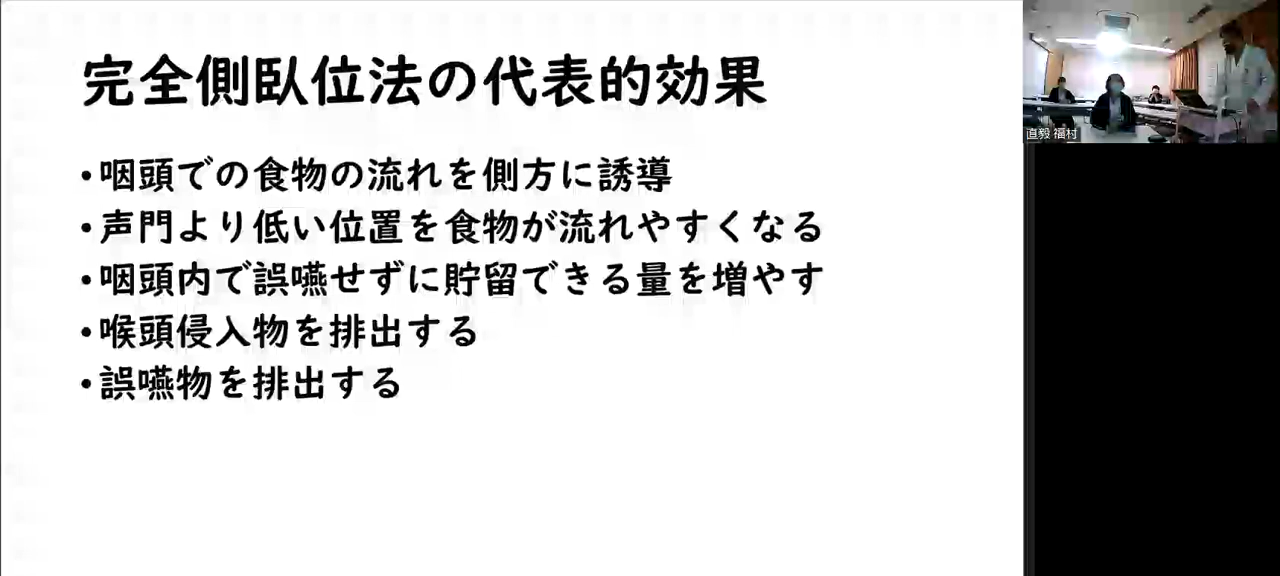 完全側臥位法の代表的効果
•咽頭での食物の流れを側方に誘導
•声門より低い位置を食物が流れやすくなる
•咽頭内で誤嚥せずに貯留できる量を増やす
•喉頭侵入物を排出する
•誤嚥物を排出する
直毅 福村